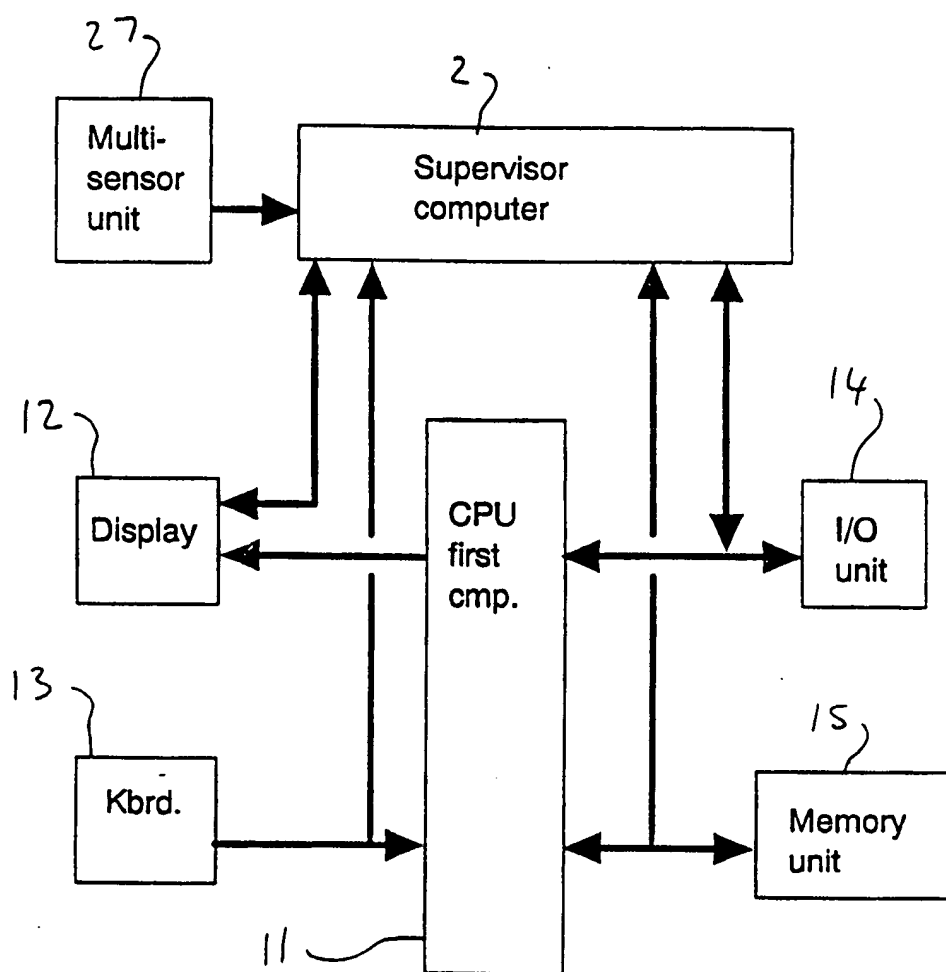 27
2
Multi-
sensor
unit
Supervisor
computer
12
14
Display
CPU
first
cmp.
I/O
unit
13
15
Kbrd.
Memory
unit
11